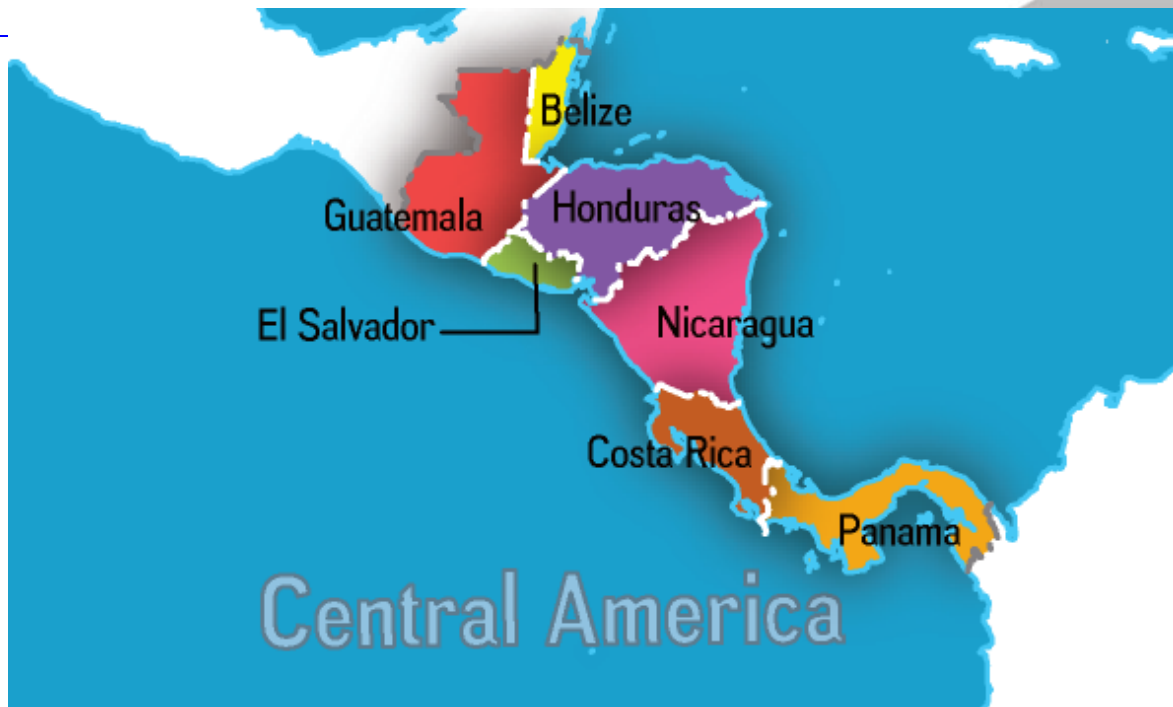 Belize
Guatemala
Honduras
El Salvador
Nicaragua
Costa Rica
Panama
Central America